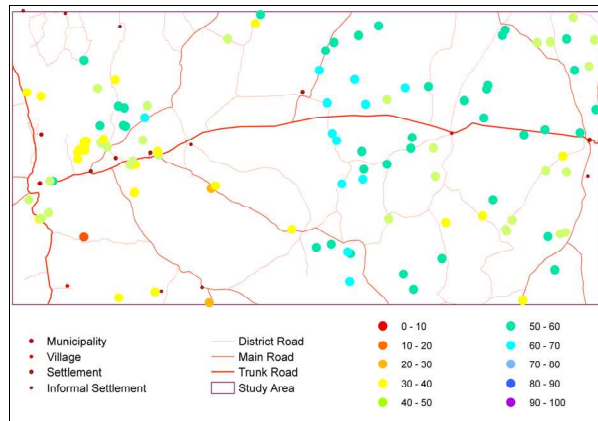 Municipality
Village
Settlement
Informal Settlement
District Road
Main Road
Trunk Road
Study Area
0 - 10
10 - 20
20 - 30
30 - 40
40 - 50
50 - 60
60 - 70
70 - 00
80 - 90
90 - 100